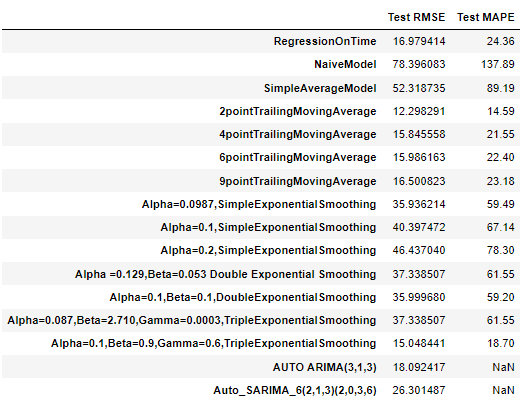 Test RMSE Test MAPE
RegressionOnTime 16.979414 24.36
NaiveModel 78.396083 137.89
SimpleAverageModel 52.318735 89.19
2pointTrailingMovingAverage 12.298291 14.59
4pointTrailingMovingAverage 15.845558 21.55
6pointTrailingMovingAverage 15.986163 22.40
9pointTrailingMovingAverage 16.500823 23.18
Alpha=0.0987,SimpleExponentialSmoothing 35.936214 59.49
Alpha=0.1,SimpleExponentialSmoothing 40.397472 67.14
Alpha=0.2,SimpleExponentialSmoothing 46.437040 78.30
Alpha =0.129,Beta=0.053 Double Exponential Smoothing 37.338507 61.55
Alpha=0.1,Beta=0.1,DoubleExponentialSmoothing 35.999680 59.20
Alpha=0.087,Beta=2.710,Gamma=0.0003,TripleExponentialSmoothing 37.338507 61.55
Alpha=0.1,Beta=0.9,Gamma=0.6,TripleExponentialSmoothing 15.048441 18.70
AUTO ARIMA(3,1,3) 18.092417 NaN
Auto_SARIMA_6(2,1,3)(2,0,3,6) 26.301487 NaN